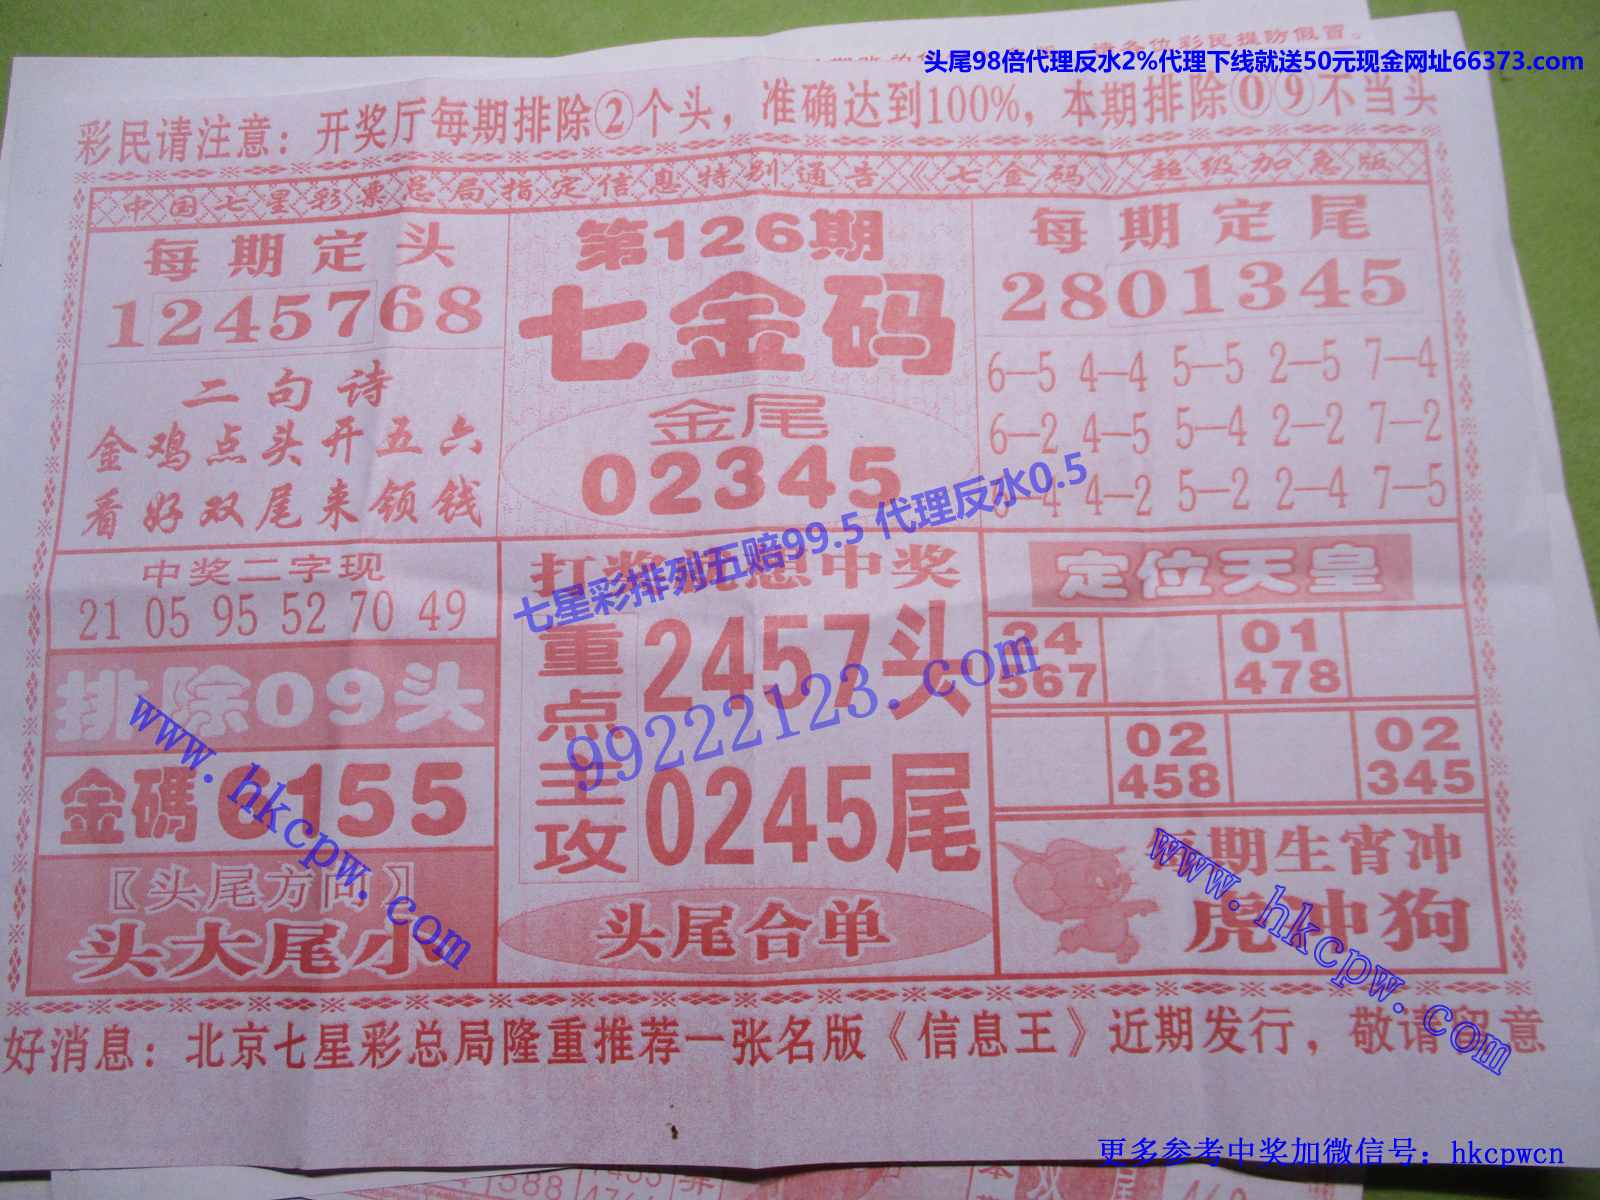 头尾98倍代理反水2%代理下线就送50元现金网址66373.com
彩民请注意：开奖厅每期排除②个头，准确达到100%，本期排除⓪⑨不当头
中国七星彩票总局指定信息特别通告《七金码》超级加急版
每期定头
1245768
二句诗
金鸡点头开五六
看好双尾来领钱
第126期
七金码
金尾
02345
每期定尾
2801345
6—5 4—4 5—5 2—5 7—4
6—2 4—5 5—4 2—2 7—2
4 4—2 5—2 2—4 7—5
七星彩排列五赔99.5 代理反水0.5
99222123.com
中奖二字现
21 05 95 52 70 49
排除09头
金碼 6155
〖头尾方向〗
头大尾小
中奖
重点主攻
2457头
0245尾
头尾合单
定位天皇
24 01
567 478
02 02
458 345
每期生肖冲
虎冲狗
www.hkcpw.com
www.hkcpw.com
好消息：北京七星彩总局隆重推荐一张名版《信息王》近期发行，敬请留意
更多参考中奖加微信号：hkcpwcn